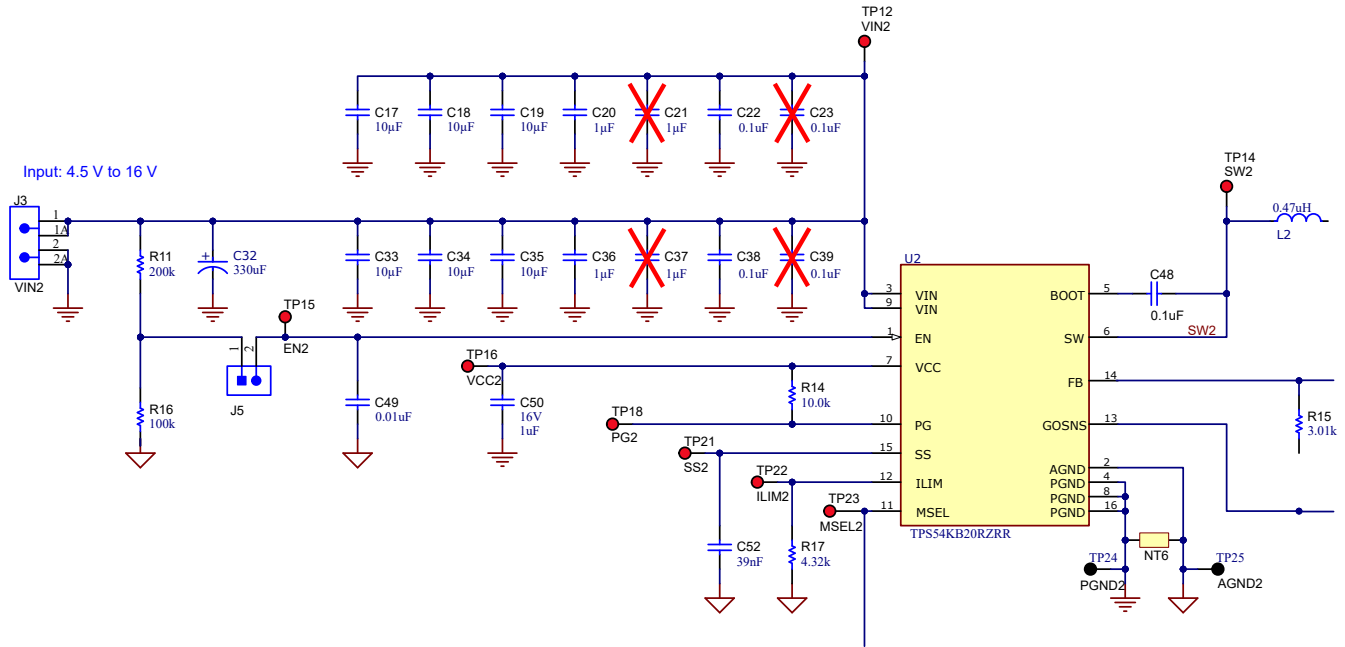 TP12
VIN2
C17
10µF
C18
10µF
C19
10µF
C20
1µF
C21
1µF
C22
0.1uF
C23
0.1uF
Input: 4.5 V to 16 V
TP14
SW2
J3
1
1A
2
2A
VIN2
R11
200k
C32
330uF
C33
10µF
C34
10µF
C35
10µF
C36
1µF
C37
1µF
C38
0.1uF
C39
0.1uF
0.47uH
L2
U2
3
VIN
9
VIN
1
EN
7
VCC
10
PG
15
SS
12
ILIM
11
MSEL
BOOT
5
SW
6
FB
14
GOSNS
13
AGND
2
PGND
4
PGND
8
PGND
16
TPS54KB20RZRR
C48
0.1uF
SW2
TP15
EN2
1
2
J5
R16
100k
C49
0.01uF
TP16
VCC2
C50
16V
1uF
R14
10.0k
TP18
PG2
TP21
SS2
TP22
ILIM2
TP23
MSEL2
C52
39nF
R17
4.32k
R15
3.01k
NT6
TP24
PGND2
TP25
AGND2